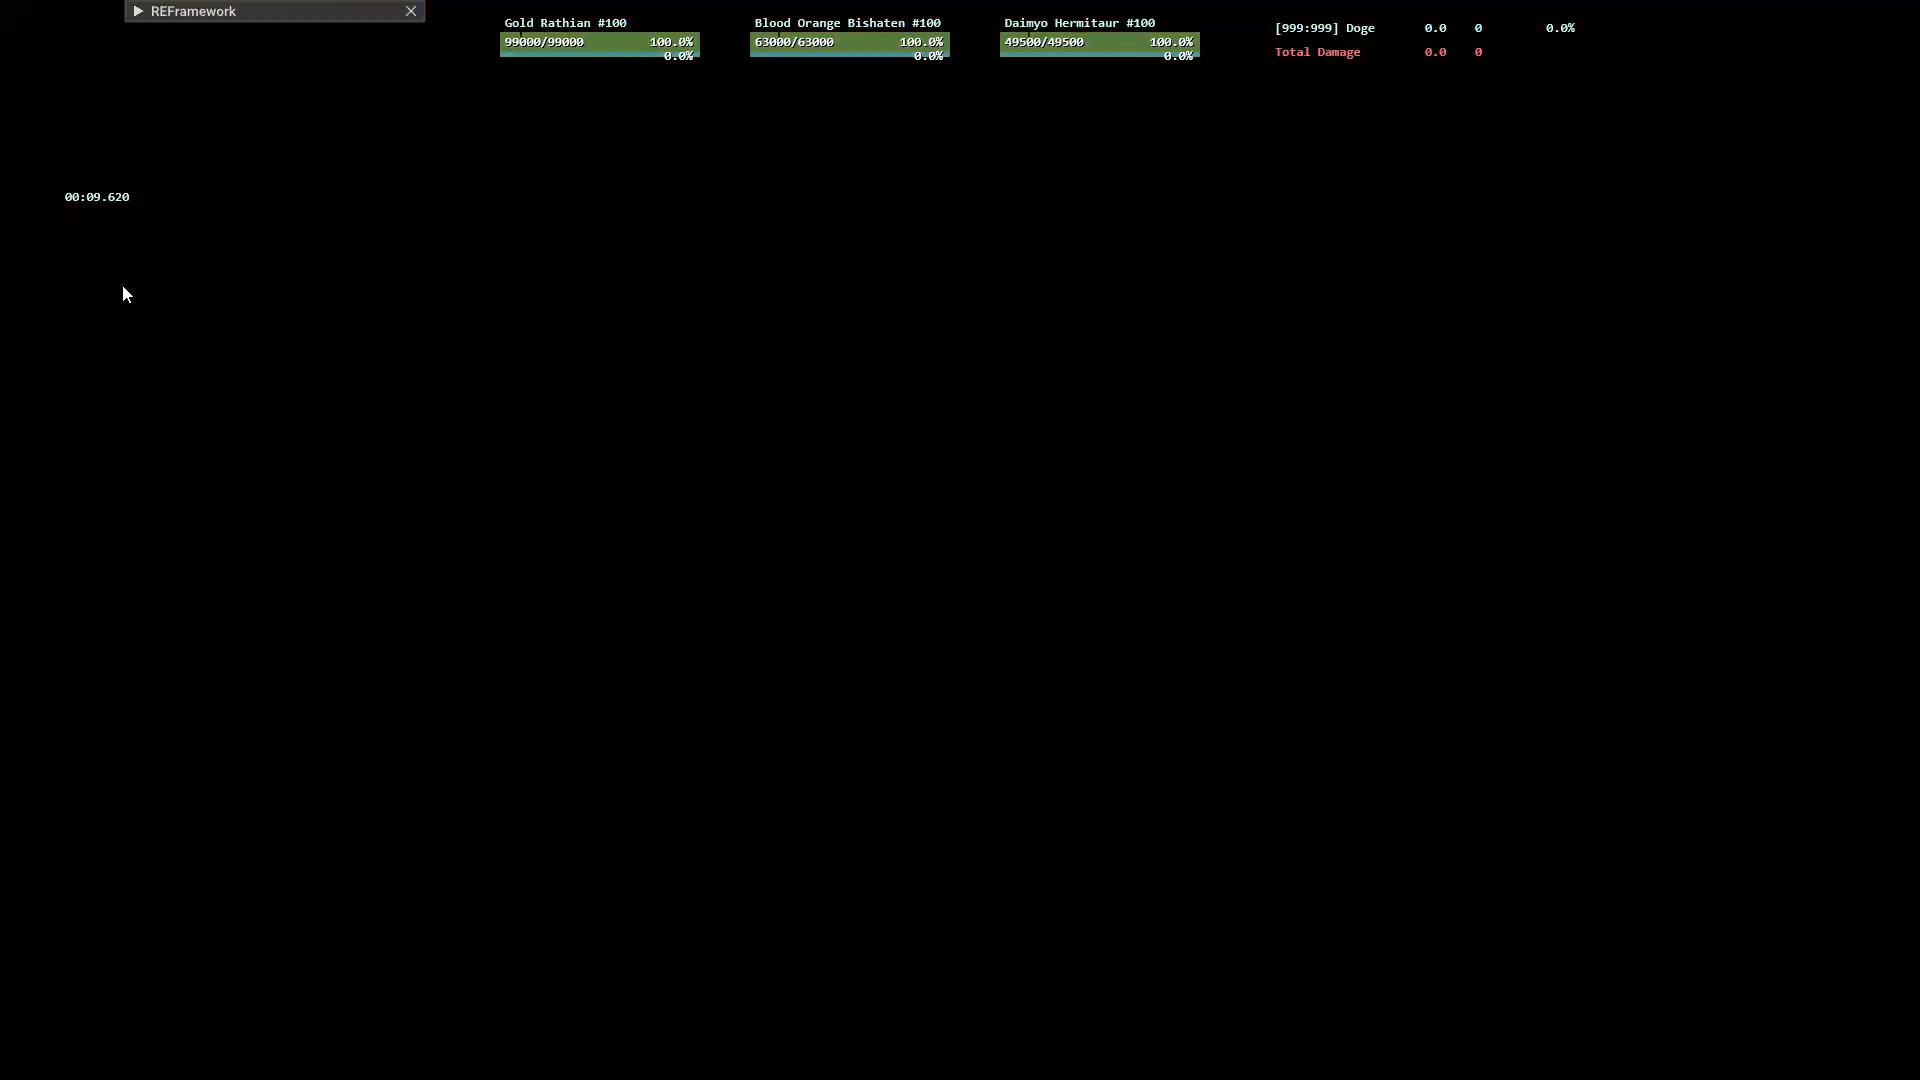 REFramework
Gold Rathian #100
99000/99000 100.0%
0.0%
Blood Orange Bishaten #100
63000/63000 100.0%
0.0%
Daimyo Hermitaur #100
49500/49500 100.0%
0.0%
[999:999] Doge 0.0 0 0.0%
Total Damage 0.0 0
00:09.620